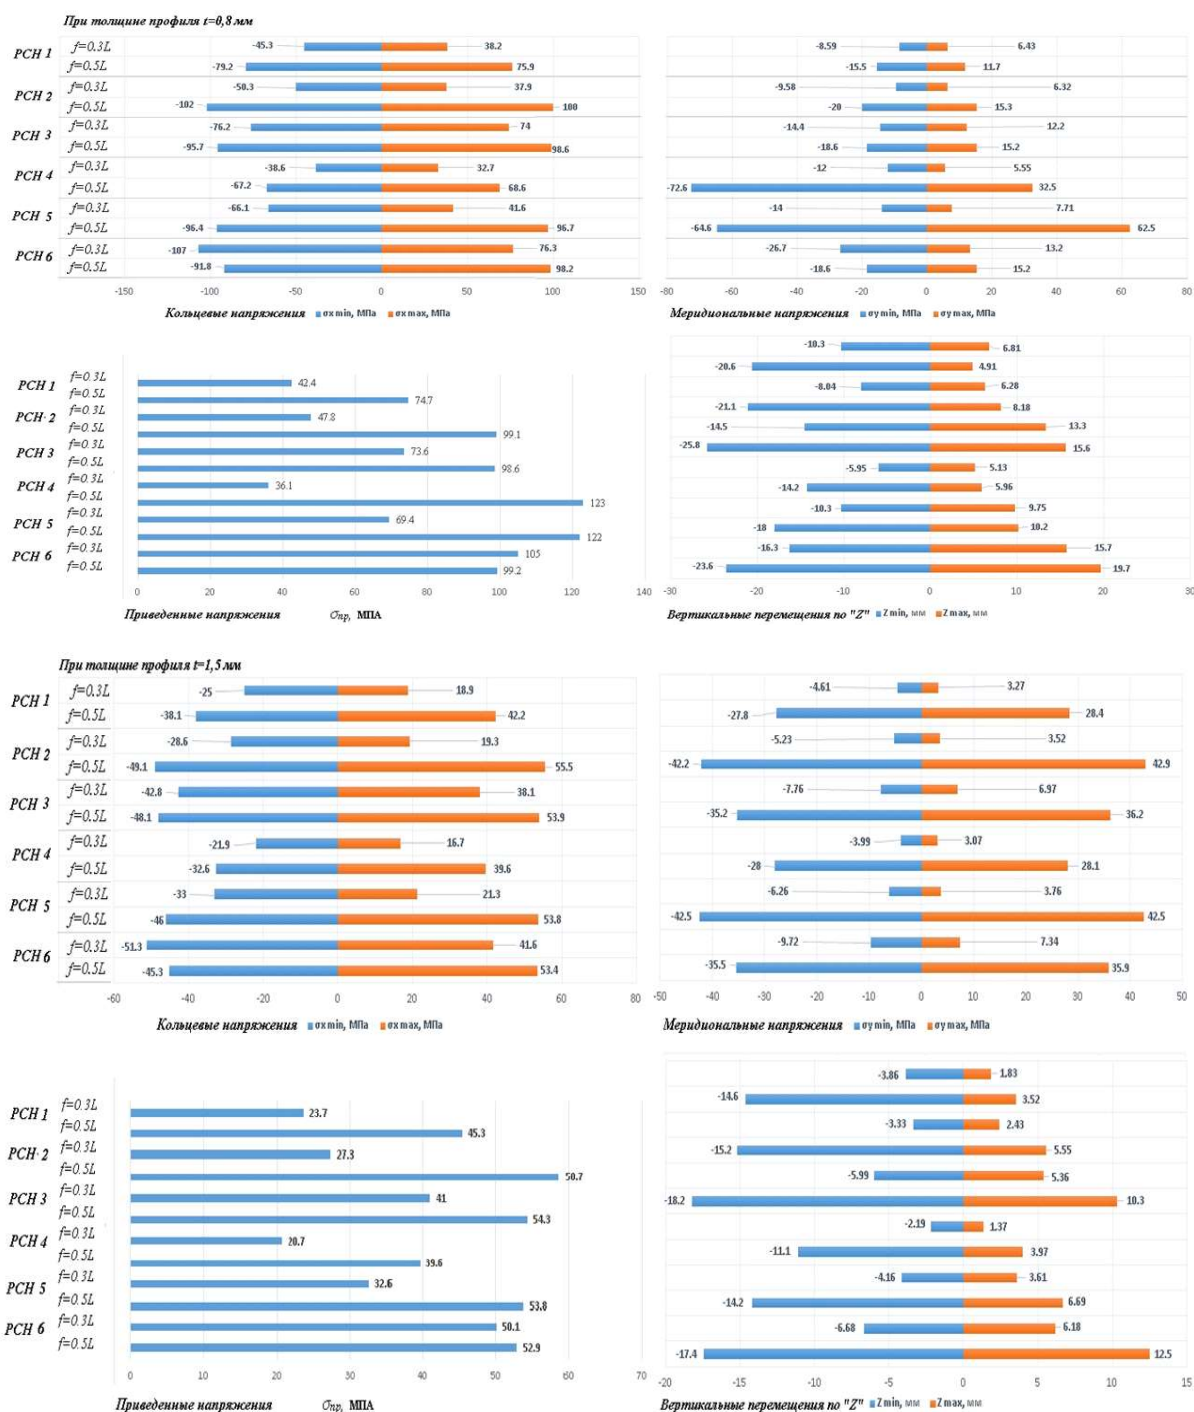 При толщине профиля t=0,8 мм
РСН 1 f=0.3L -45.3 38.2
f=0.5L -79.2 75.9
РСН 2 f=0.3L -50.3 37.9
f=0.5L -102 100
РСН 3 f=0.3L -76.2 74
f=0.5L -95.7 98.6
РСН 4 f=0.3L -38.6 32.7
f=0.5L -67.2 68.6
РСН 5 f=0.3L -66.1 41.6
f=0.5L -96.4 96.7
РСН 6 f=0.3L -107 76.3
f=0.5L -91.8 98.2
-150 -100 -50 0 50 100 150
Кольцевые напряжения σx min, МПа σx max, МПа
-8.59 6.43
-15.5 11.7
-9.58 6.32
-20 15.3
-14.4 12.2
-18.6 15.2
-12 5.55
-72.6 32.5
-14 7.71
-64.6 62.5
-26.7 13.2
-18.6 15.2
-80 -60 -40 -20 0 20 40 60 80
Меридиональные напряжения σy min, МПа σy max, МПа
РСН 1 f=0.3L 42.4
f=0.5L 74.7
РСН· 2 f=0.3L 47.8
f=0.5L 99.1
РСН 3 f=0.3L 73.6
f=0.5L 98.6
РСН 4 f=0.3L 36.1
f=0.5L 123
РСН 5 f=0.3L 69.4
f=0.5L 122
РСН 6 f=0.3L 105
f=0.5L 99.2
0 20 40 60 80 100 120 140
Приведенные напряжения σпр, МПА
-10.3 6.81
-20.6 4.91
-8.04 6.28
-21.1 8.18
-14.5 13.3
-25.8 15.6
-5.95 5.13
-14.2 5.96
-10.3 9.75
-18 10.2
-16.3 15.7
-23.6 19.7
-30 -20 -10 0 10 20 30
Вертикальные перемещения по "Z" Z min, мм Z max, мм
При толщине профиля t=1,5 мм
РСН 1 f=0.3L -25 18.9
f=0.5L -38.1 42.2
РСН 2 f=0.3L -28.6 19.3
f=0.5L -49.1 55.5
РСН 3 f=0.3L -42.8 38.1
f=0.5L -48.1 53.9
РСН 4 f=0.3L -21.9 16.7
f=0.5L -32.6 39.6
РСН 5 f=0.3L -33 21.3
f=0.5L -46 53.8
РСН 6 f=0.3L -51.3 41.6
f=0.5L -45.3 53.4
-60 -40 -20 0 20 40 60 80
Кольцевые напряжения σx min, МПа σx max, МПа
-4.61 3.27
-27.8 28.4
-5.23 3.52
-42.2 42.9
-7.76 6.97
-35.2 36.2
-3.99 3.07
-28 28.1
-6.26 3.76
-42.5 42.5
-9.72 7.34
-35.5 35.9
-50 -40 -30 -20 -10 0 10 20 30 40 50
Меридиональные напряжения σy min, МПа σy max, МПа
РСН 1 f=0.3L 23.7
f=0.5L 45.3
РСН· 2 f=0.3L 27.3
f=0.5L 50.7
РСН 3 f=0.3L 41
f=0.5L 54.3
РСН 4 f=0.3L 20.7
f=0.5L 39.6
РСН 5 f=0.3L 32.6
f=0.5L 53.8
РСН 6 f=0.3L 50.1
f=0.5L 52.9
0 10 20 30 40 50 60 70
Приведенные напряжения σпр, МПА
-3.86 1.83
-14.6 3.52
-3.33 2.43
-15.2 5.55
-5.99 5.36
-18.2 10.3
-2.19 1.37
-11.1 3.97
-4.16 3.61
-14.2 6.69
-6.68 6.18
-17.4 12.5
-20 -15 -10 -5 0 5 10 15
Вертикальные перемещения по "Z" Z min, мм Z max, мм